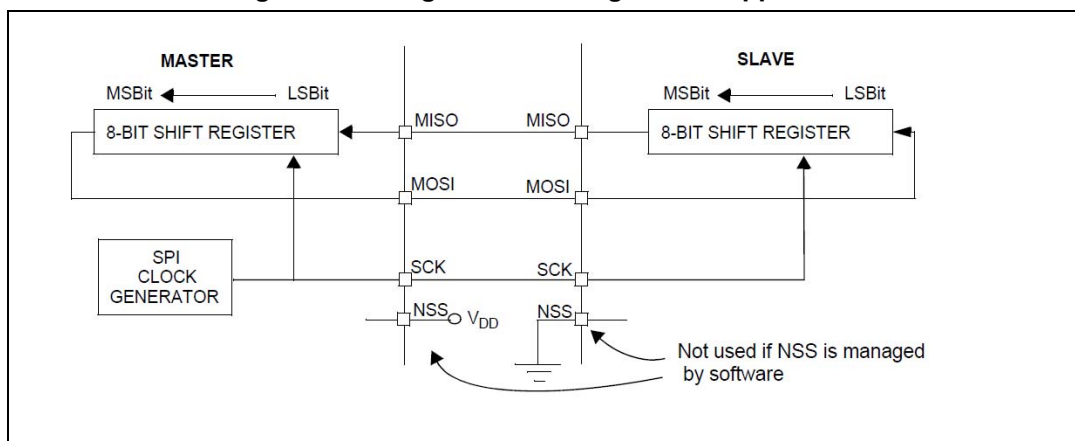 MASTER
SLAVE
MSBit
LSBit
MSBit
LSBit
8-BIT SHIFT REGISTER
MISO
MISO
8-BIT SHIFT REGISTER
MOSI
MOSI
SPI
CLOCK
GENERATOR
SCK
SCK
NSS
VDD
NSS
Not used if NSS is managed
by software